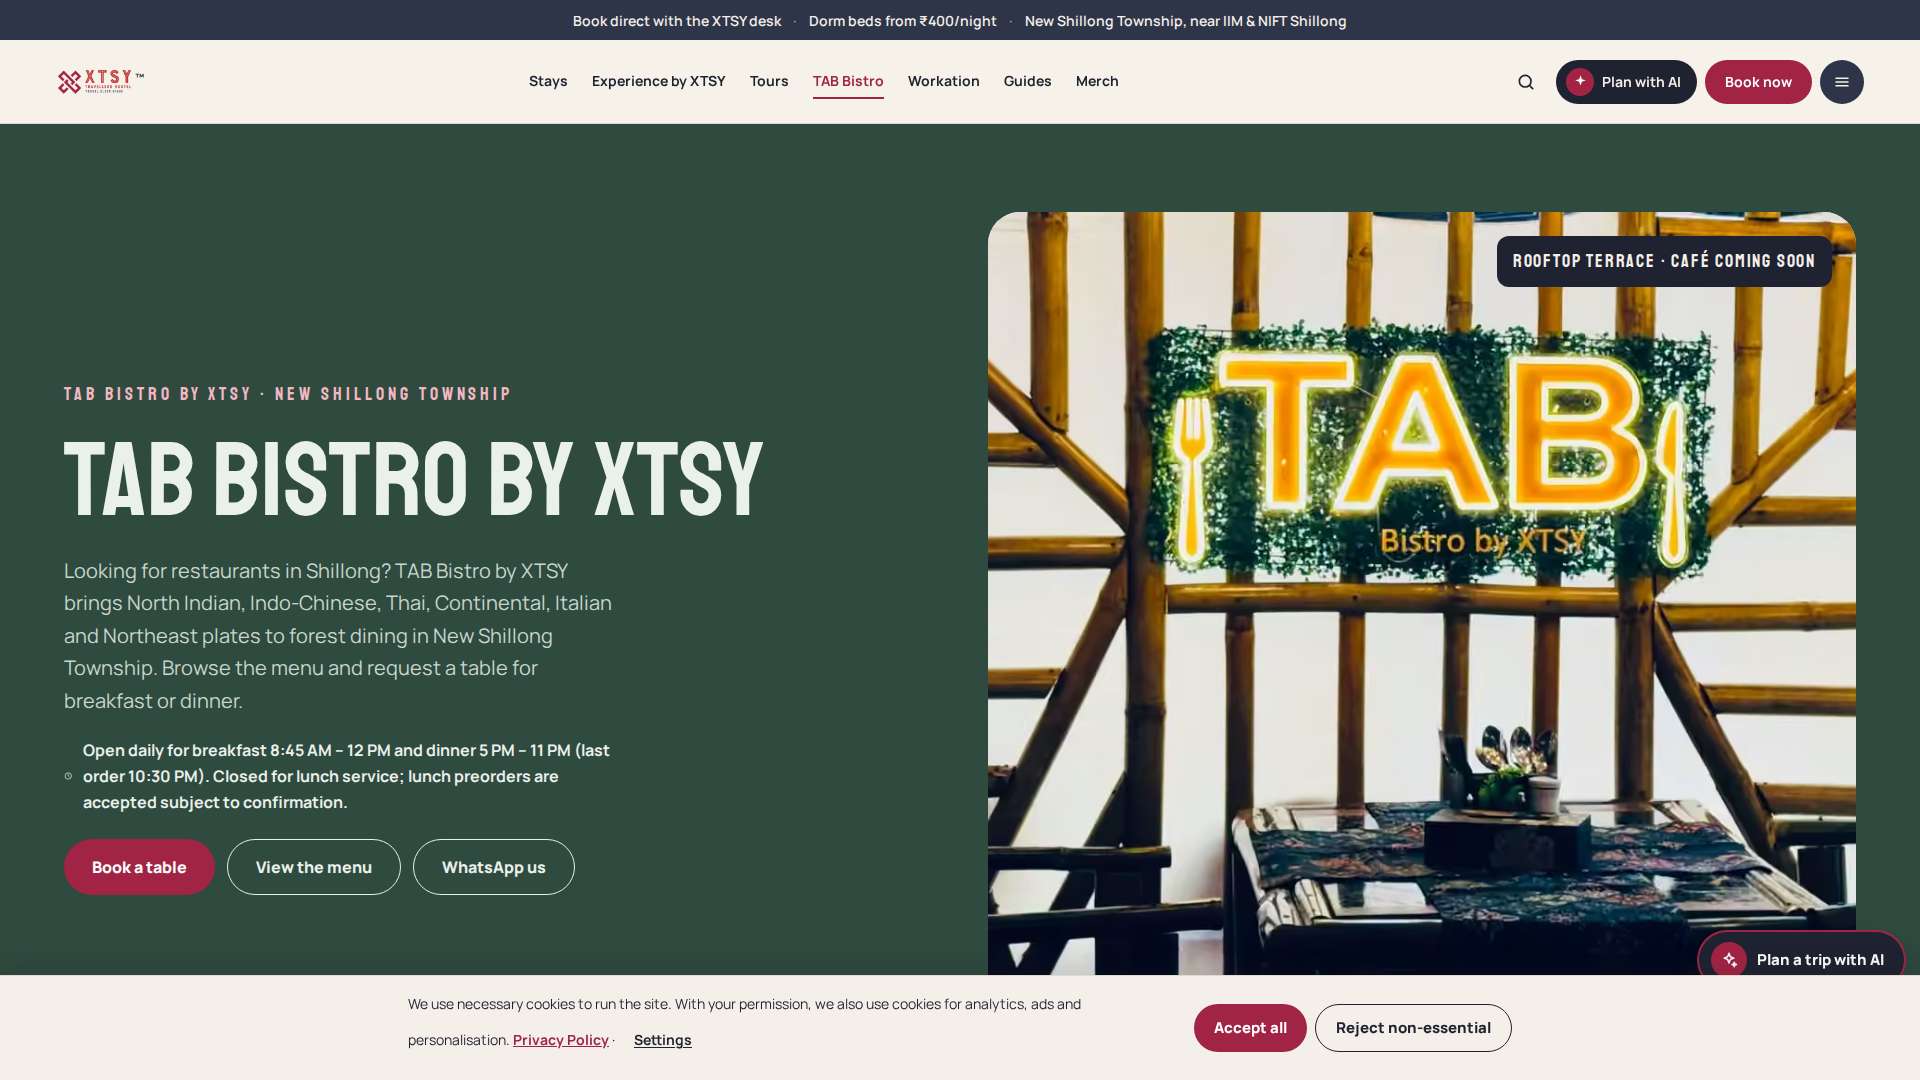 Book direct with the XTSY desk · Dorm beds from ₹400/night · New Shillong Township, near IIM & NIFT Shillong
XTSY™
Stays Experience by XTSY Tours TAB Bistro Workation Guides Merch
Plan with AI
Book now
ROOFTOP TERRACE · CAFÉ COMING SOON
TAB
Bistro by XTSY
TAB BISTRO BY XTSY · NEW SHILLONG TOWNSHIP
TAB BISTRO BY XTSY
Looking for restaurants in Shillong? TAB Bistro by XTSY
brings North Indian, Indo-Chinese, Thai, Continental, Italian
and Northeast plates to forest dining in New Shillong
Township. Browse the menu and request a table for
breakfast or dinner.
Open daily for breakfast 8:45 AM – 12 PM and dinner 5 PM – 11 PM (last
order 10:30 PM). Closed for lunch service; lunch preorders are
accepted subject to confirmation.
Book a table
View the menu
WhatsApp us
Plan a trip with AI
We use necessary cookies to run the site. With your permission, we also use cookies for analytics, ads and
personalisation. Privacy Policy · Settings
Accept all
Reject non-essential